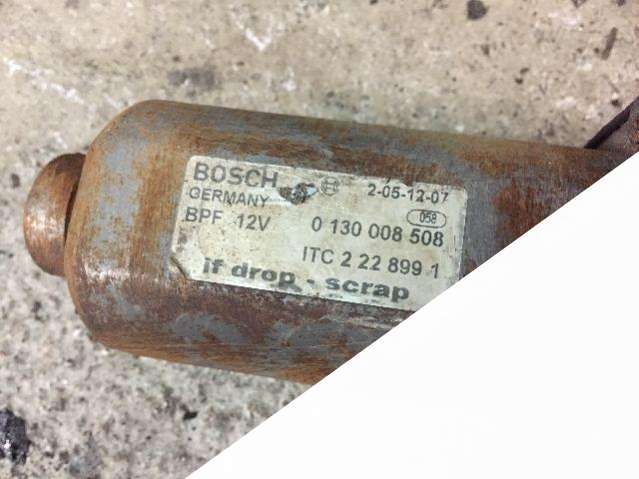 BOSCH 2-05-12-07
GERMANY 058
BPF 12V 0 130 008 508
ITC 2 22 899 1
if drop - scrap